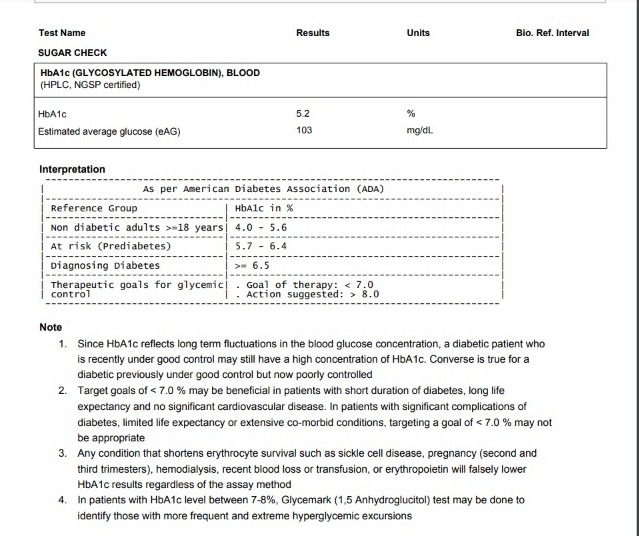 Test Name Results Units Bio. Ref. Interval
SUGAR CHECK
HbA1c (GLYCOSYLATED HEMOGLOBIN), BLOOD
(HPLC, NGSP certified)
HbA1c 5.2 %
Estimated average glucose (eAG) 103 mg/dL
Interpretation
As per American Diabetes Association (ADA)
Reference Group | HbA1c in %
Non diabetic adults >=18 years| 4.0 - 5.6
At risk (Prediabetes) | 5.7 - 6.4
Diagnosing Diabetes | >= 6.5
Therapeutic goals for glycemic| . Goal of therapy: < 7.0
control | . Action suggested: > 8.0
Note
1. Since HbA1c reflects long term fluctuations in the blood glucose concentration, a diabetic patient who
is recently under good control may still have a high concentration of HbA1c. Converse is true for a
diabetic previously under good control but now poorly controlled
2. Target goals of < 7.0 % may be beneficial in patients with short duration of diabetes, long life
expectancy and no significant cardiovascular disease. In patients with significant complications of
diabetes, limited life expectancy or extensive co-morbid conditions, targeting a goal of < 7.0 % may not
be appropriate
3. Any condition that shortens erythrocyte survival such as sickle cell disease, pregnancy (second and
third trimesters), hemodialysis, recent blood loss or transfusion, or erythropoietin will falsely lower
HbA1c results regardless of the assay method
4. In patients with HbA1c level between 7-8%, Glycemark (1,5 Anhydroglucitol) test may be done to
identify those with more frequent and extreme hyperglycemic excursions